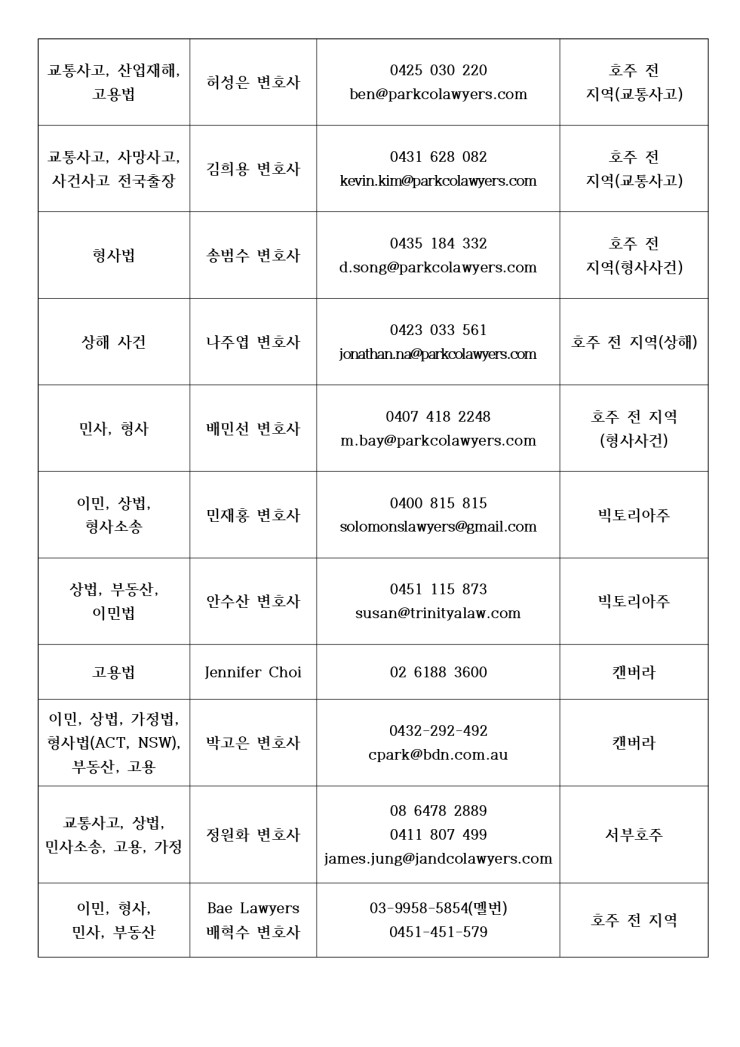 교통사고, 산업재해,
고용법
허성은 변호사
0425 030 220
ben@parkcolawyers.com
호주 전
지역(교통사고)
교통사고, 사망사고,
사건사고 전국출장
김희용 변호사
0431 628 082
kevin.kim@parkcolawyers.com
호주 전
지역(교통사고)
형사법
송범수 변호사
0435 184 332
d.song@parkcolawyers.com
호주 전
지역(형사사건)
상해 사건
나주엽 변호사
0423 033 561
jonathan.na@parkcolawyers.com
호주 전 지역(상해)
민사, 형사
배민선 변호사
0407 418 2248
m.bay@parkcolawyers.com
호주 전 지역
(형사사건)
이민, 상법,
형사소송
민재홍 변호사
0400 815 815
solomonslawyers@gmail.com
빅토리아주
상법, 부동산,
이민법
안수산 변호사
0451 115 873
susan@trinityalaw.com
빅토리아주
고용법
Jennifer Choi
02 6188 3600
캔버라
이민, 상법, 가정법,
형사법(ACT, NSW),
부동산, 고용
박고은 변호사
0432-292-492
cpark@bdn.com.au
캔버라
교통사고, 상법,
민사소송, 고용, 가정
정원화 변호사
08 6478 2889
0411 807 499
james.jung@jandcolawyers.com
서부호주
이민, 형사,
민사, 부동산
Bae Lawyers
배혁수 변호사
03-9958-5854(멜번)
0451-451-579
호주 전 지역